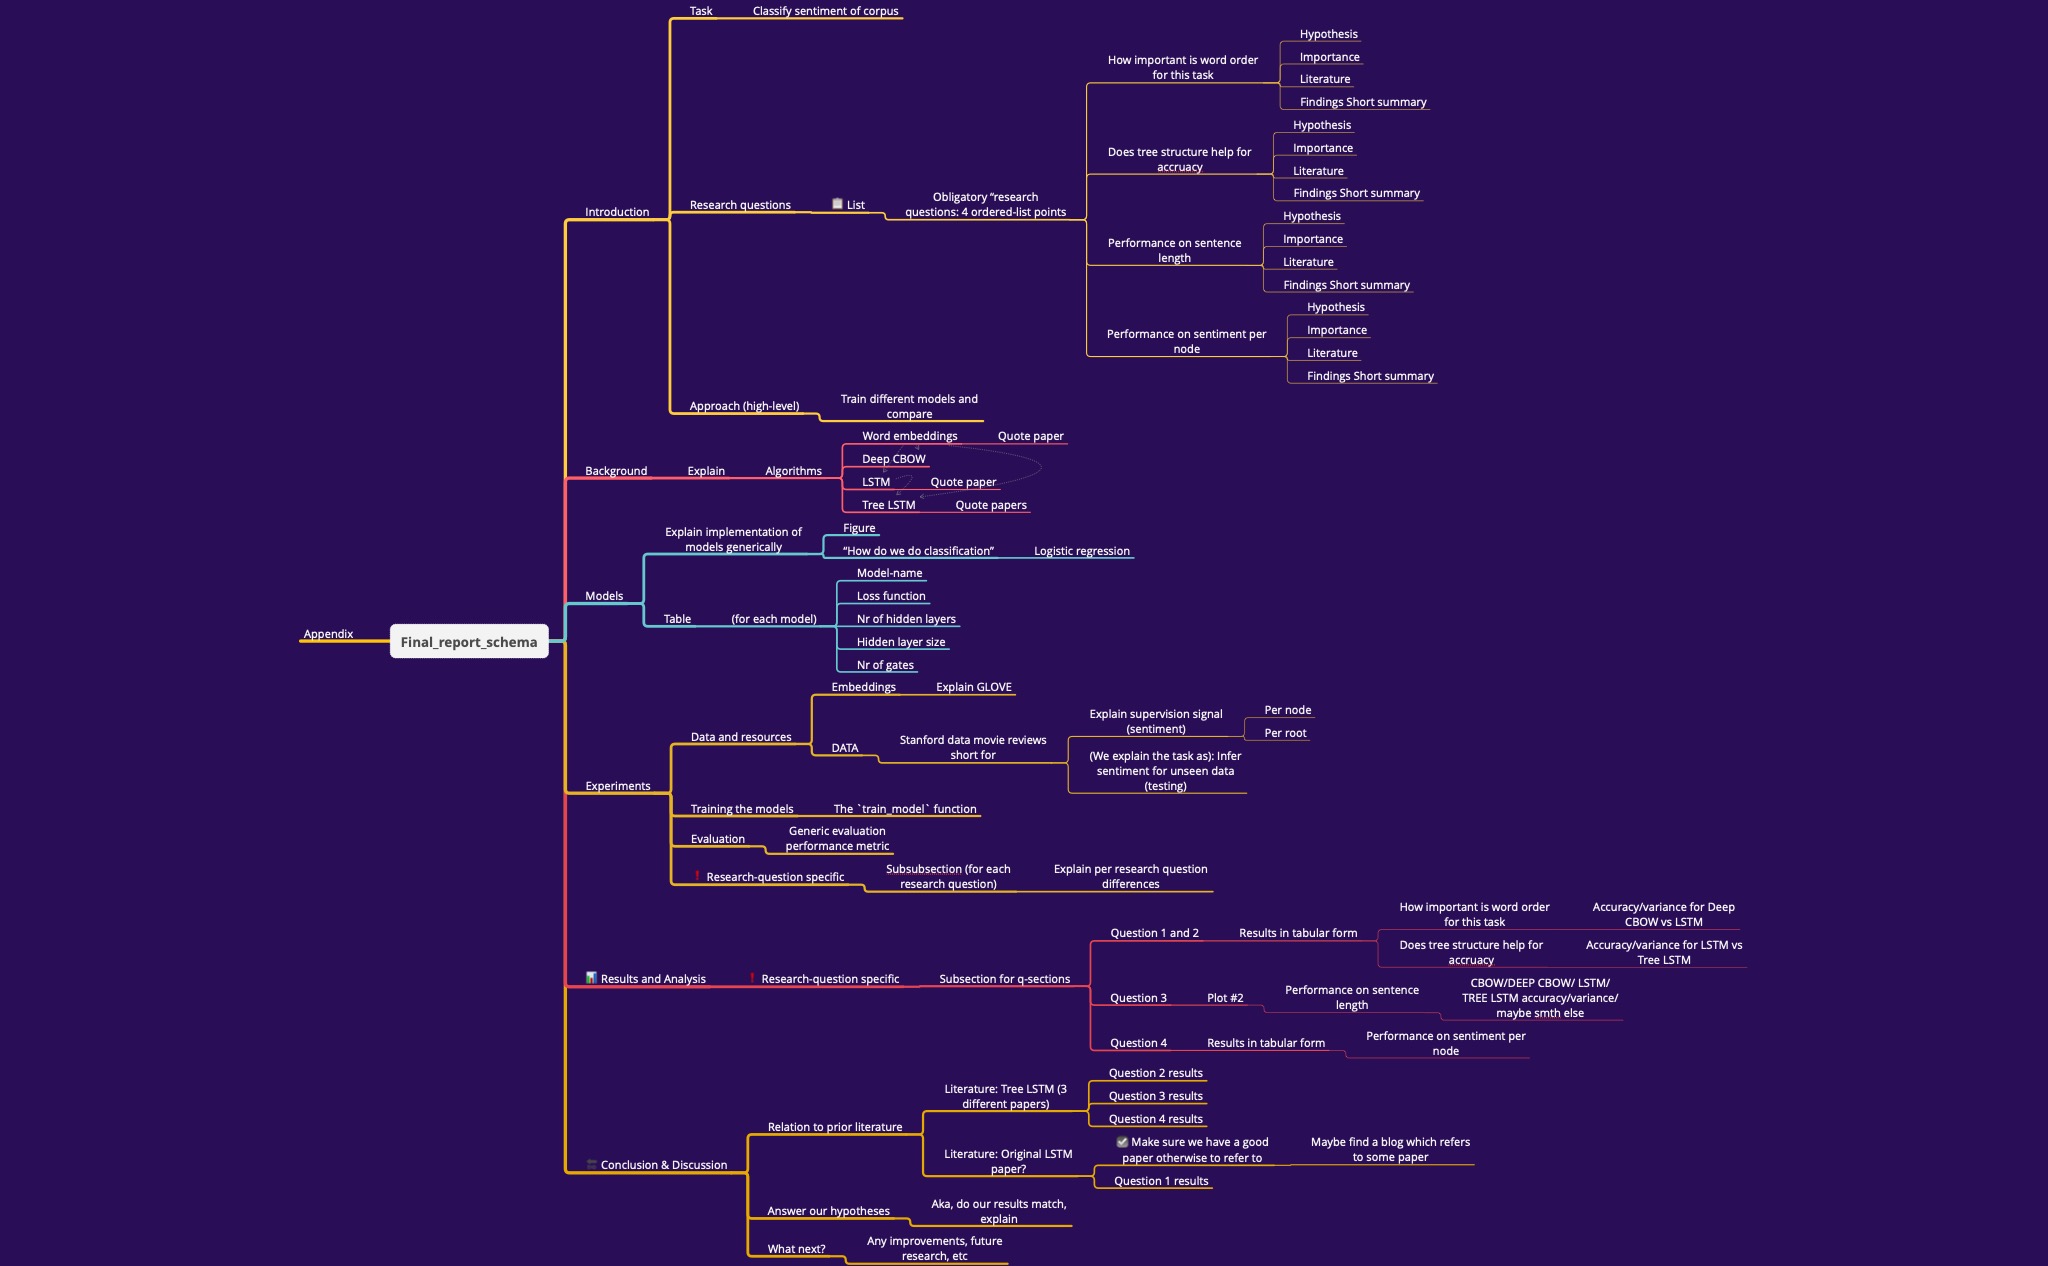 Task
Classify sentiment of corpus
Hypothesis
Importance
Literature
Findings Short summary
How important is word order
for this task
Hypothesis
Importance
Literature
Findings Short summary
Does tree structure help for
accruacy
Introduction
Research questions
List
Obligatory “research
questions: 4 ordered-list points
Hypothesis
Importance
Literature
Findings Short summary
Performance on sentence
length
Hypothesis
Importance
Literature
Findings Short summary
Performance on sentiment per
node
Approach (high-level)
Train different models and
compare
Background
Explain
Algorithms
Word embeddings
Quote paper
Deep CBOW
LSTM
Quote paper
Tree LSTM
Quote papers
Models
Explain implementation of
models generically
Figure
“How do we do classification”
Logistic regression
Table
(for each model)
Model-name
Loss function
Nr of hidden layers
Hidden layer size
Nr of gates
Appendix
Final_report_schema
Experiments
Data and resources
Embeddings
Explain GLOVE
DATA
Stanford data movie reviews
short for
Explain supervision signal
(sentiment)
Per node
Per root
(We explain the task as): Infer
sentiment for unseen data
(testing)
Training the models
The `train_model` function
Evaluation
Generic evaluation
performance metric
Research-question specific
Subsubsection (for each
research question)
Explain per research question
differences
Results and Analysis
Research-question specific
Subsection for q-sections
Question 1 and 2
Results in tabular form
How important is word order
for this task
Accuracy/variance for Deep
CBOW vs LSTM
Does tree structure help for
accruacy
Accuracy/variance for LSTM vs
Tree LSTM
Question 3
Plot #2
Performance on sentence
length
CBOW/DEEP CBOW/ LSTM/
TREE LSTM accuracy/variance/
maybe smth else
Question 4
Results in tabular form
Performance on sentiment per
node
Conclusion & Discussion
Relation to prior literature
Literature: Tree LSTM (3
different papers)
Question 2 results
Question 3 results
Question 4 results
Literature: Original LSTM
paper?
Make sure we have a good
paper otherwise to refer to
Maybe find a blog which refers
to some paper
Question 1 results
Answer our hypotheses
Aka, do our results match,
explain
What next?
Any improvements, future
research, etc